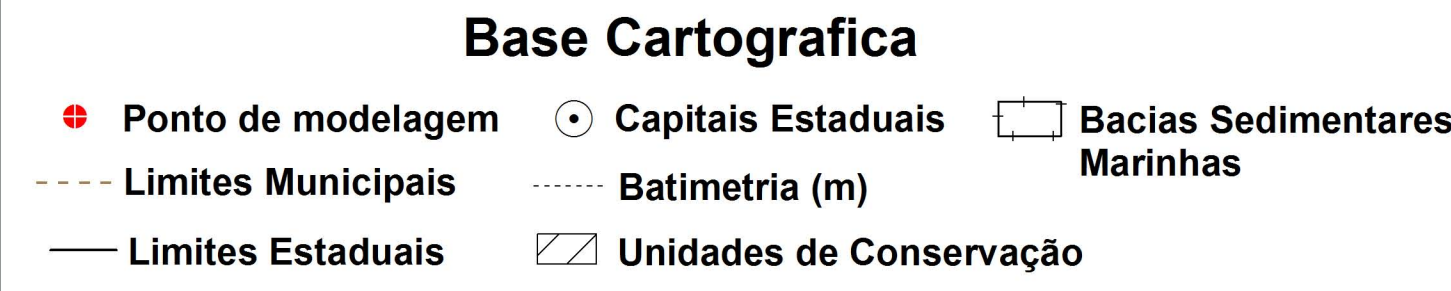 Base Cartografica
Ponto de modelagem
Capitais Estaduais
Bacias Sedimentares
Marinhas
Limites Municipais
Batimetria (m)
Limites Estaduais
Unidades de Conservação